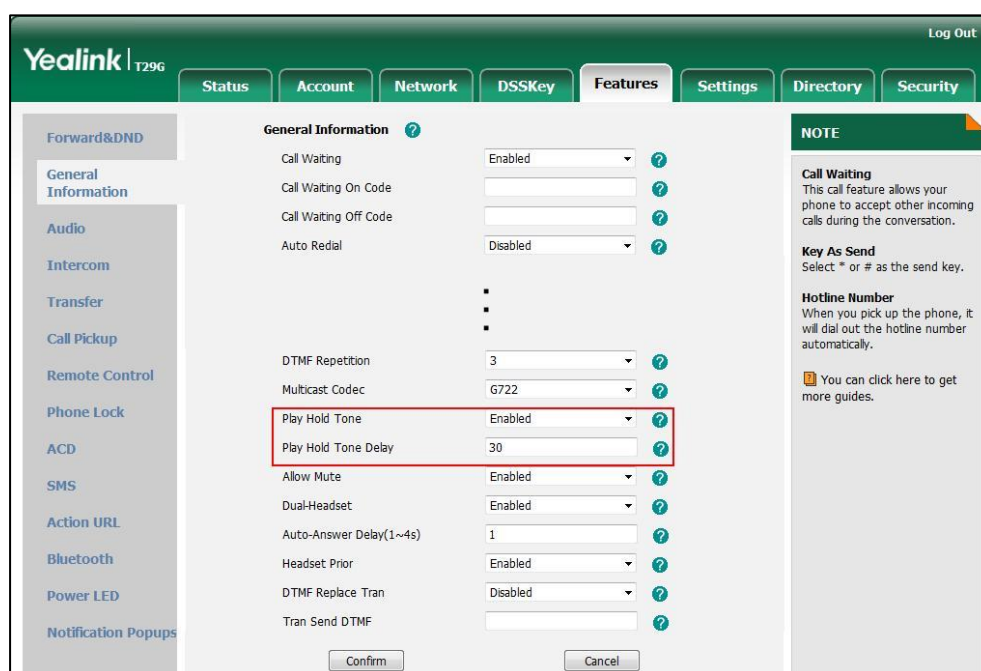 Log Out
Yealink T29G
Status Account Network DSSKey Features Settings Directory Security
Forward&DND
General
Information
Audio
Intercom
Transfer
Call Pickup
Remote Control
Phone Lock
ACD
SMS
Action URL
Bluetooth
Power LED
Notification Popups
General Information ?
Call Waiting Enabled ?
Call Waiting On Code ?
Call Waiting Off Code ?
Auto Redial Disabled ?
DTMF Repetition 3 ?
Multicast Codec G722 ?
Play Hold Tone Enabled ?
Play Hold Tone Delay 30 ?
Allow Mute Enabled ?
Dual-Headset Enabled ?
Auto-Answer Delay(1~4s) 1 ?
Headset Prior Enabled ?
DTMF Replace Tran Disabled ?
Tran Send DTMF ?
Confirm Cancel
NOTE
Call Waiting
This call feature allows your
phone to accept other incoming
calls during the conversation.
Key As Send
Select * or # as the send key.
Hotline Number
When you pick up the phone, it
will dial out the hotline number
automatically.
? You can click here to get
more guides.